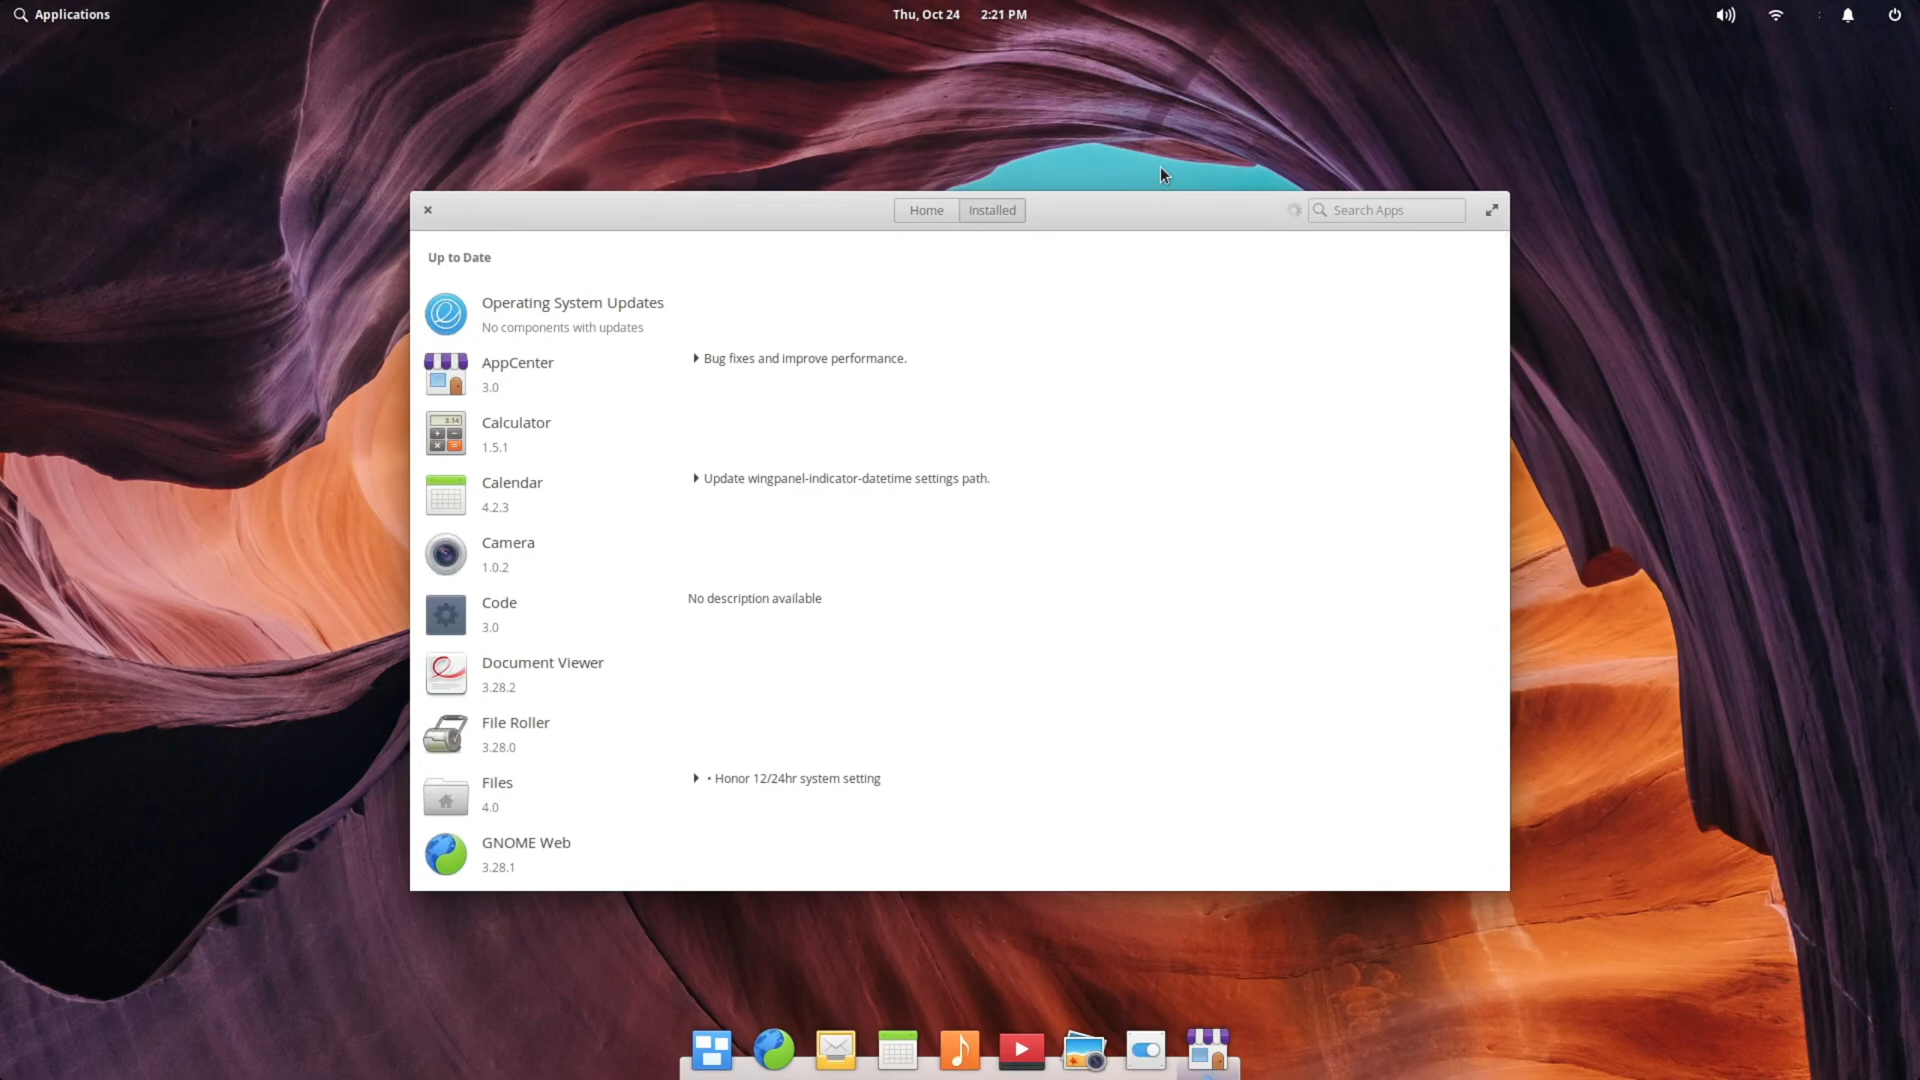 Applications
Thu, Oct 24 2:21 PM
Home Installed
Search Apps
Up to Date
Operating System Updates
No components with updates
AppCenter
3.0
Bug fixes and improve performance.
Calculator
1.5.1
3.14
Calendar
4.2.3
Update wingpanel-indicator-datetime settings path.
Camera
1.0.2
Code
3.0
No description available
Document Viewer
3.28.2
File Roller
3.28.0
Files
4.0
• Honor 12/24hr system setting
GNOME Web
3.28.1